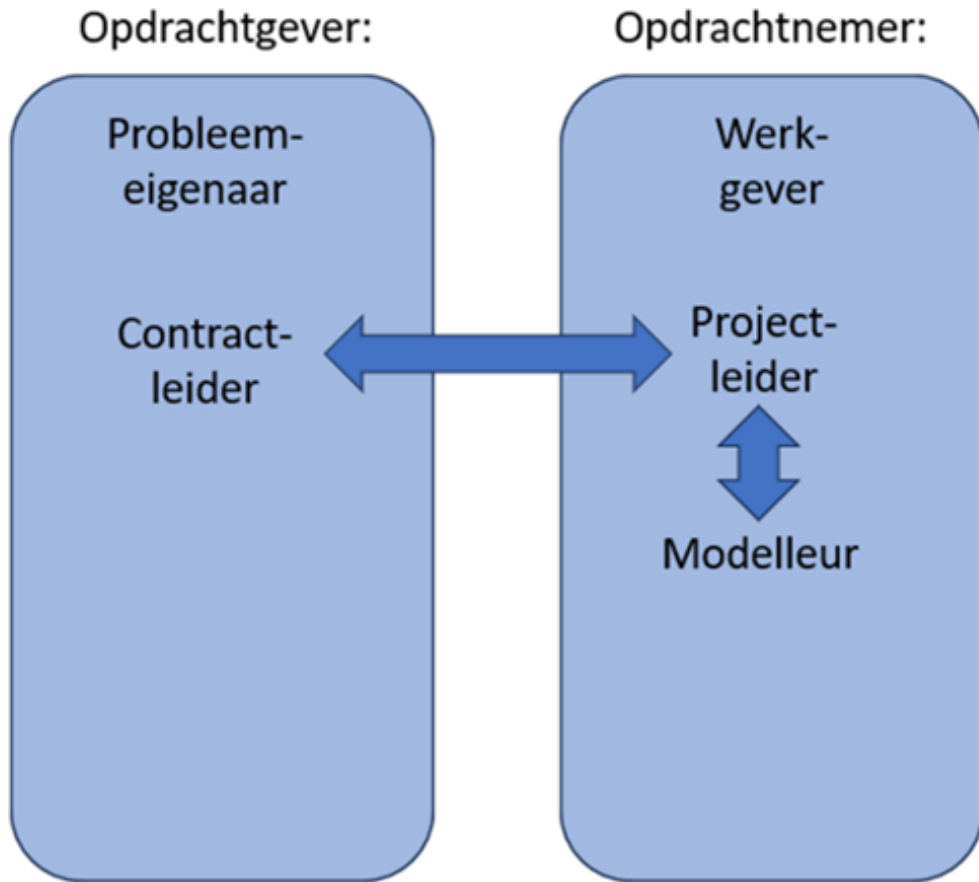 Opdrachtgever:
Probleem-
eigenaar
Contract-
leider
Opdrachtnemer:
Werk-
gever
Project-
leider
Modelleur